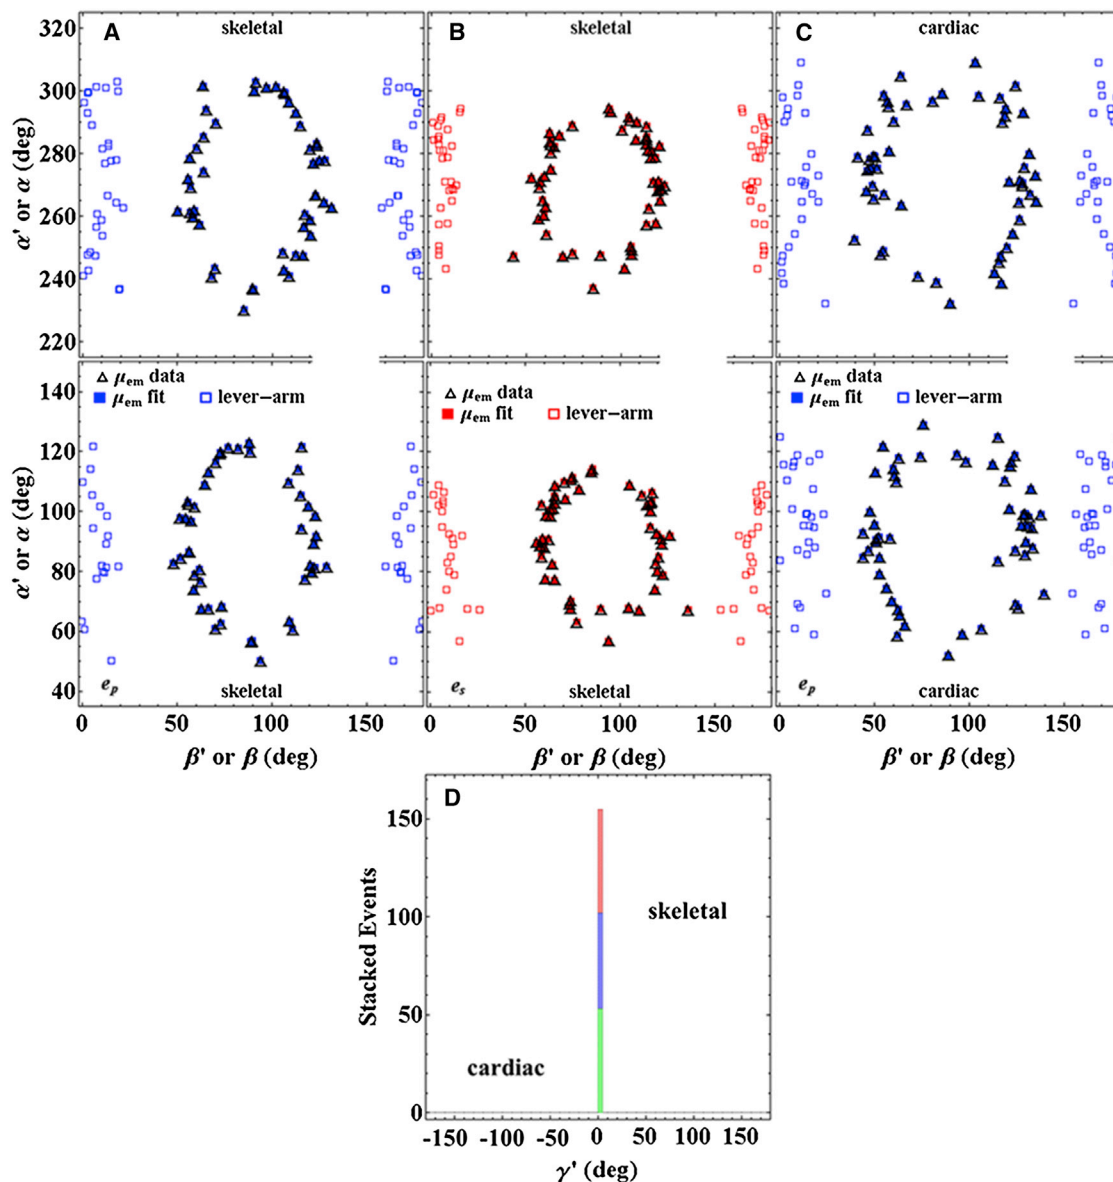 A skeletal B skeletal C cardiac
320
300
280
260
240
220
α' or α (deg)
△ μem data
■ μem fit □ lever−arm
△ μem data
■ μem fit □ lever−arm
△ μem data
■ μem fit □ lever−arm
140
120
100
80
60
40
α' or α (deg)
ep skeletal es skeletal ep cardiac
0 50 100 150 0 50 100 150 0 50 100 150
β' or β (deg) β' or β (deg) β' or β (deg)
D
150
100
50
0
Stacked Events
skeletal
cardiac
-150 -100 -50 0 50 100 150
γ' (deg)